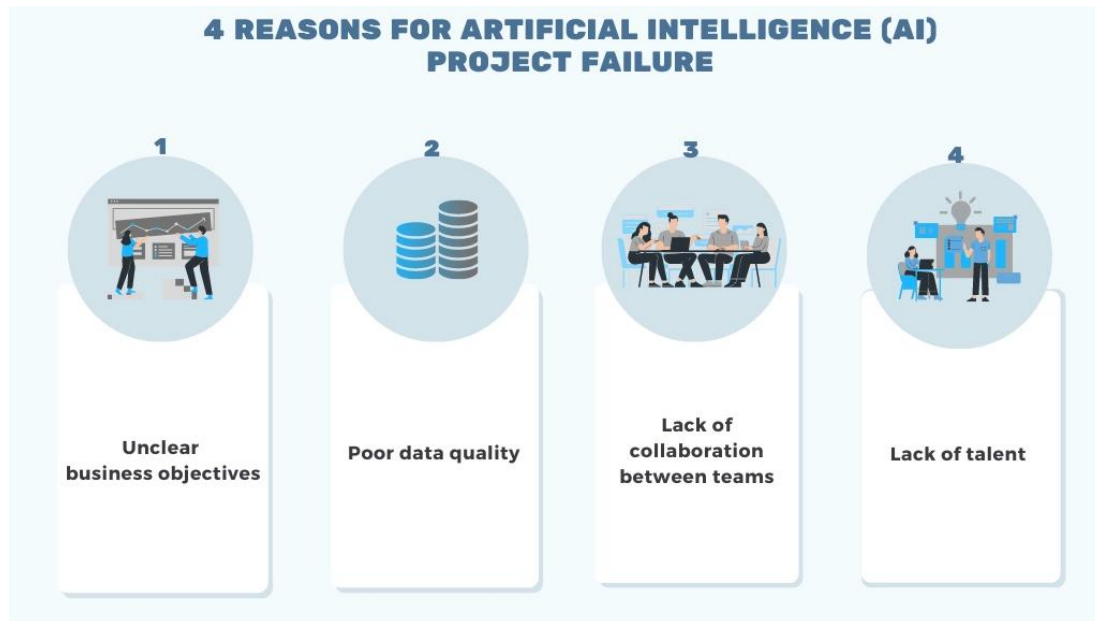 4 REASONS FOR ARTIFICIAL INTELLIGENCE (AI)
PROJECT FAILURE
1
Unclear
business objectives
2
Poor data quality
3
Lack of
collaboration
between teams
4
Lack of talent